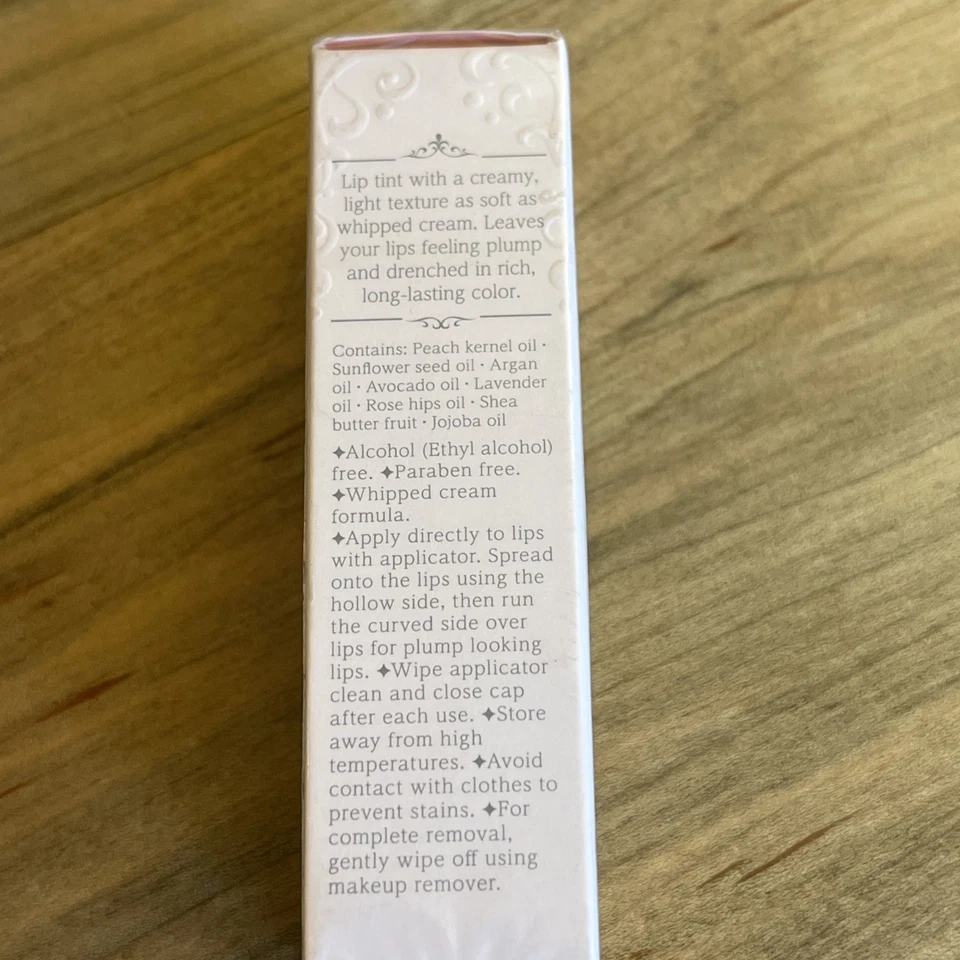 Lip tint with a creamy,
light texture as soft as
whipped cream. Leaves
your lips feeling plump
and drenched in rich,
long-lasting color.
Contains: Peach kernel oil ·
Sunflower seed oil · Argan
oil · Avocado oil · Lavender
oil · Rose hips oil · Shea
butter fruit · Jojoba oil
✦Alcohol (Ethyl alcohol)
free. ✦Paraben free.
✦Whipped cream
formula.
✦Apply directly to lips
with applicator. Spread
onto the lips using the
hollow side, then run
the curved side over
lips for plump looking
lips. ✦Wipe applicator
clean and close cap
after each use. ✦Store
away from high
temperatures. ✦Avoid
contact with clothes to
prevent stains. ✦For
complete removal,
gently wipe off using
makeup remover.